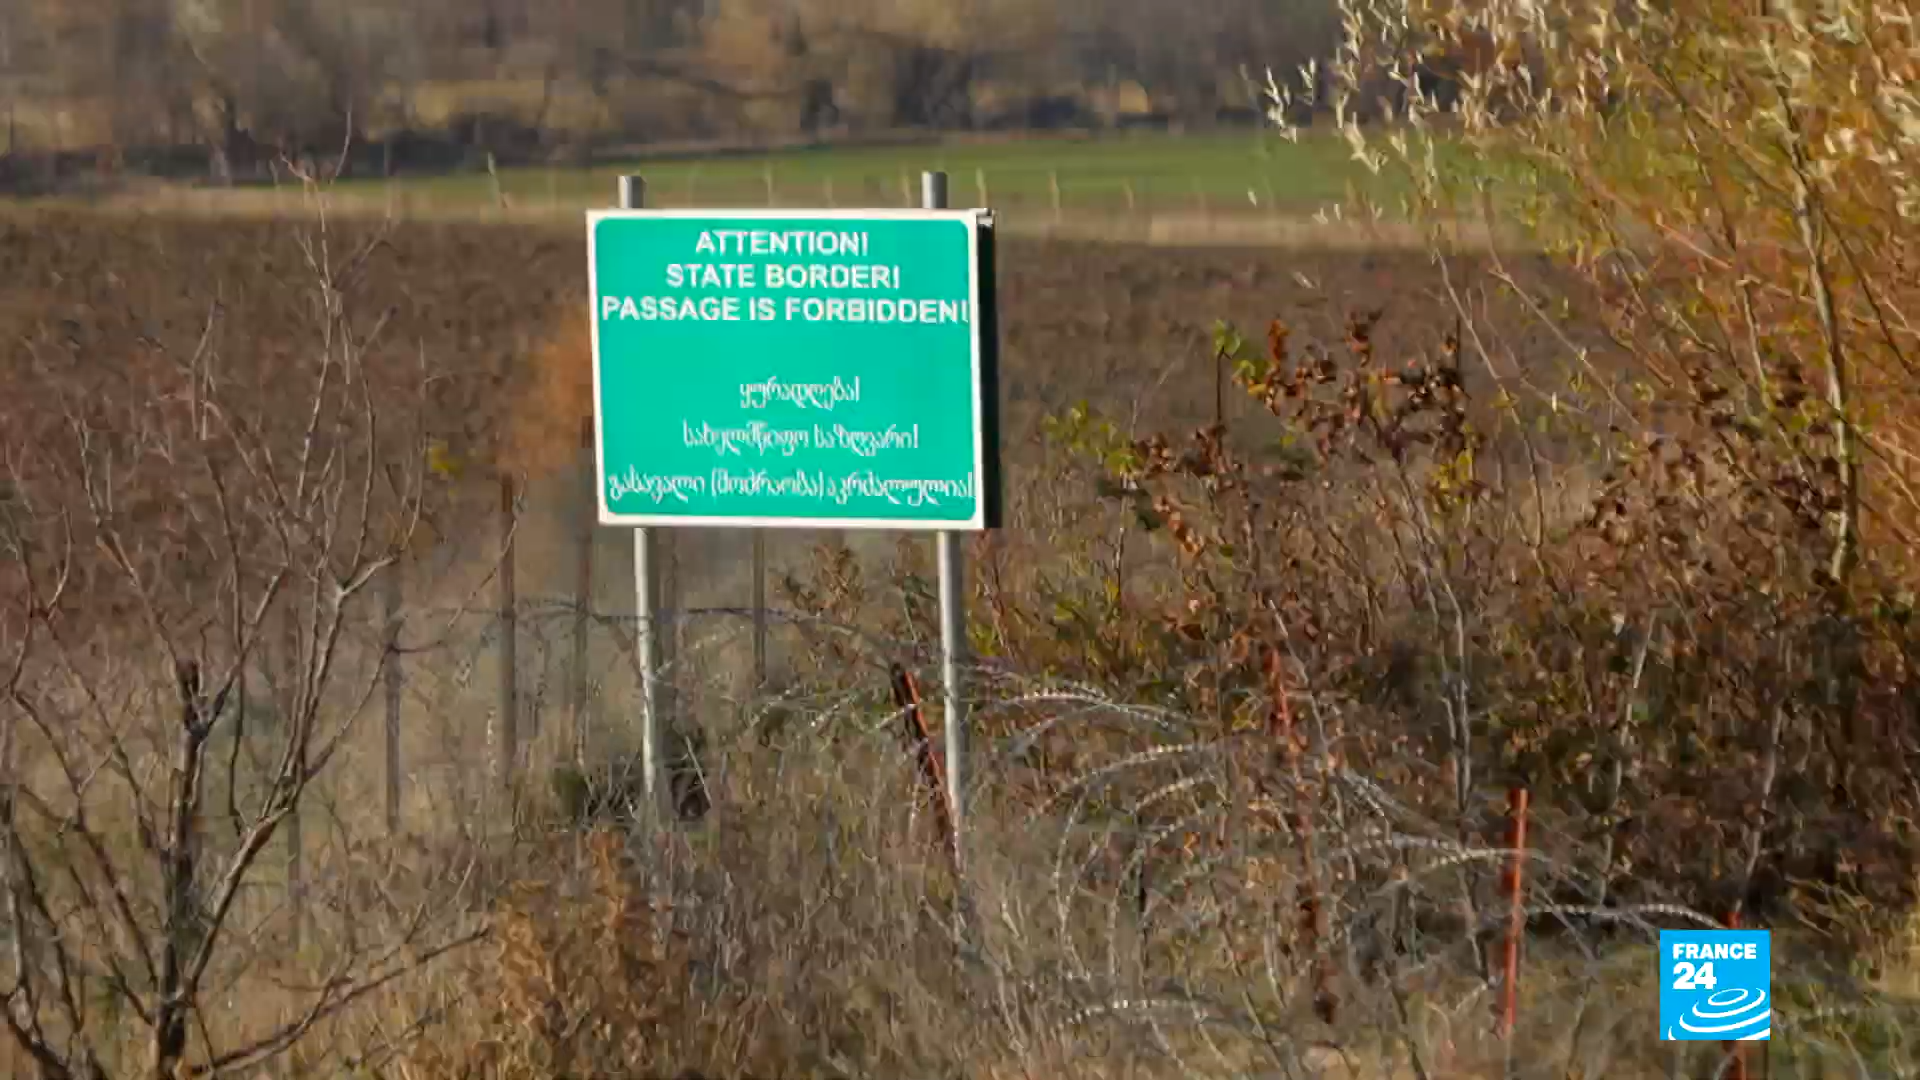 ATTENTION!
STATE BORDER!
PASSAGE IS FORBIDDEN!
ყურადღება!
სახელმწიფო საზღვარი!
გასავალი (მოძრაობა) აკრძალულია!
FRANCE
24